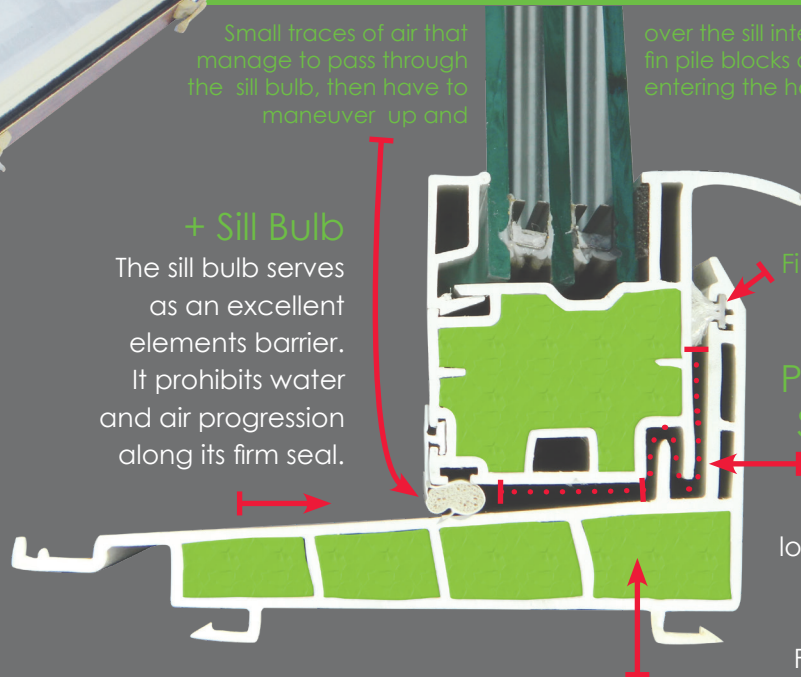 Small traces of air that
manage to pass through
the sill bulb, then have to
maneuver up and
over the sill
fin pile blocks
entering the
+ Sill Bulb
The sill bulb serves
as an excellent
elements barrier.
It prohibits water
and air progression
along its firm seal.